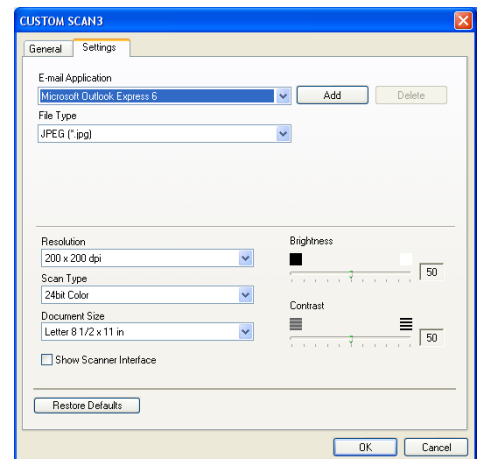 CUSTOM SCAN3
General Settings
E-mail Application
Microsoft Outlook Express 6 Add Delete
File Type
JPEG (*.jpg)
Resolution Brightness
200 x 200 dpi
50
Scan Type
24bit Color
Contrast
Document Size
Letter 8 1/2 x 11 in
50
Show Scanner Interface
Restore Defaults
OK Cancel